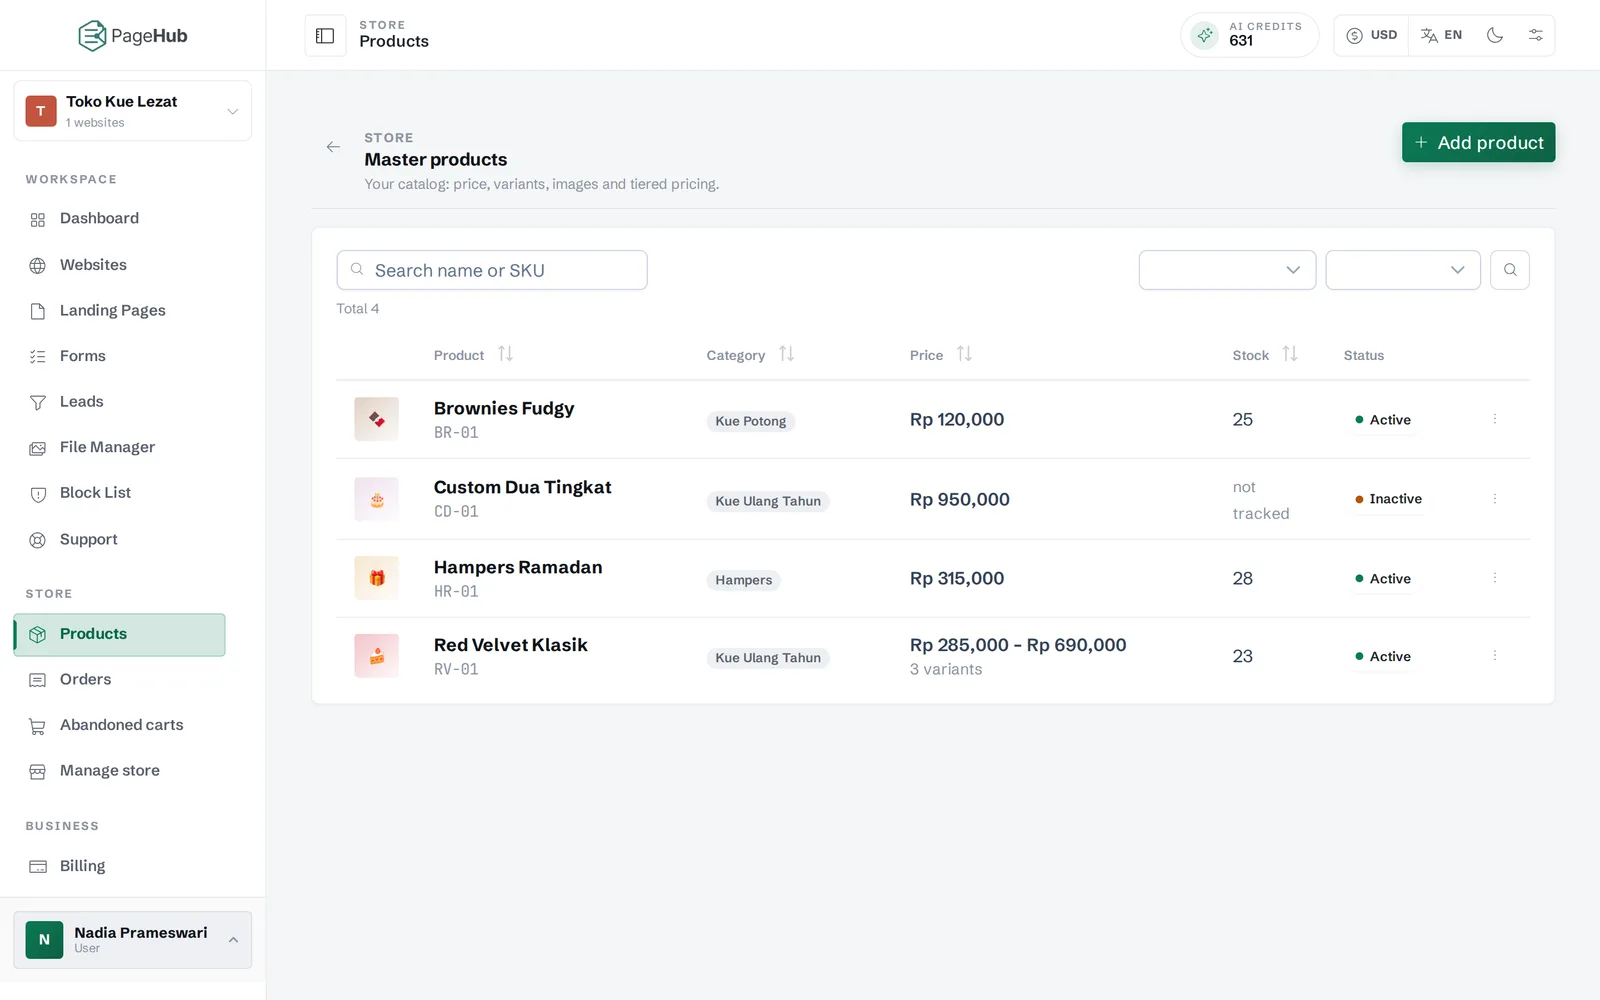 PageHub
STORE
Products
AI CREDITS
631
USD
EN
T
Toko Kue Lezat
1 websites
WORKSPACE
Dashboard
Websites
Landing Pages
Forms
Leads
File Manager
Block List
Support
STORE
Products
Orders
Abandoned carts
Manage store
BUSINESS
Billing
N
Nadia Prameswari
User
STORE
Master products
Your catalog: price, variants, images and tiered pricing.
+ Add product
Search name or SKU
Total 4
Product Category Price Stock Status
Brownies Fudgy
BR-01
Kue Potong
Rp 120,000
25
Active
Custom Dua Tingkat
CD-01
Kue Ulang Tahun
Rp 950,000
not
tracked
Inactive
Hampers Ramadan
HR-01
Hampers
Rp 315,000
28
Active
Red Velvet Klasik
RV-01
Kue Ulang Tahun
Rp 285,000 – Rp 690,000
3 variants
23
Active